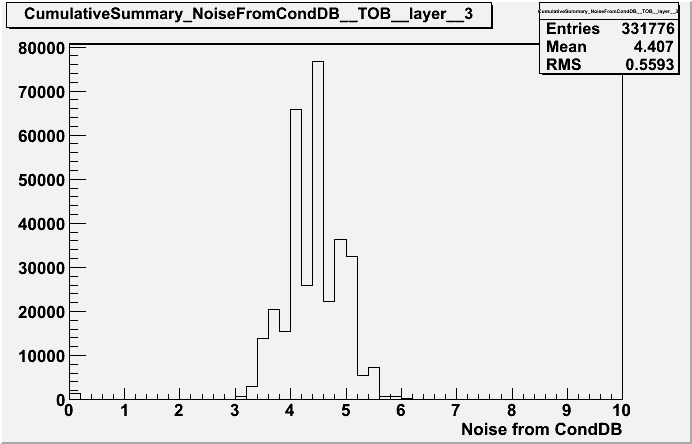 CumulativeSummary_NoiseFromCondDB__TOB__layer__3
CumulativeSummary_NoiseFromCondDB__TOB__layer__3
Entries 331776
Mean 4.407
RMS 0.5593
80000
70000
60000
50000
40000
30000
20000
10000
0
0 1 2 3 4 5 6 7 8 9 10
Noise from CondDB